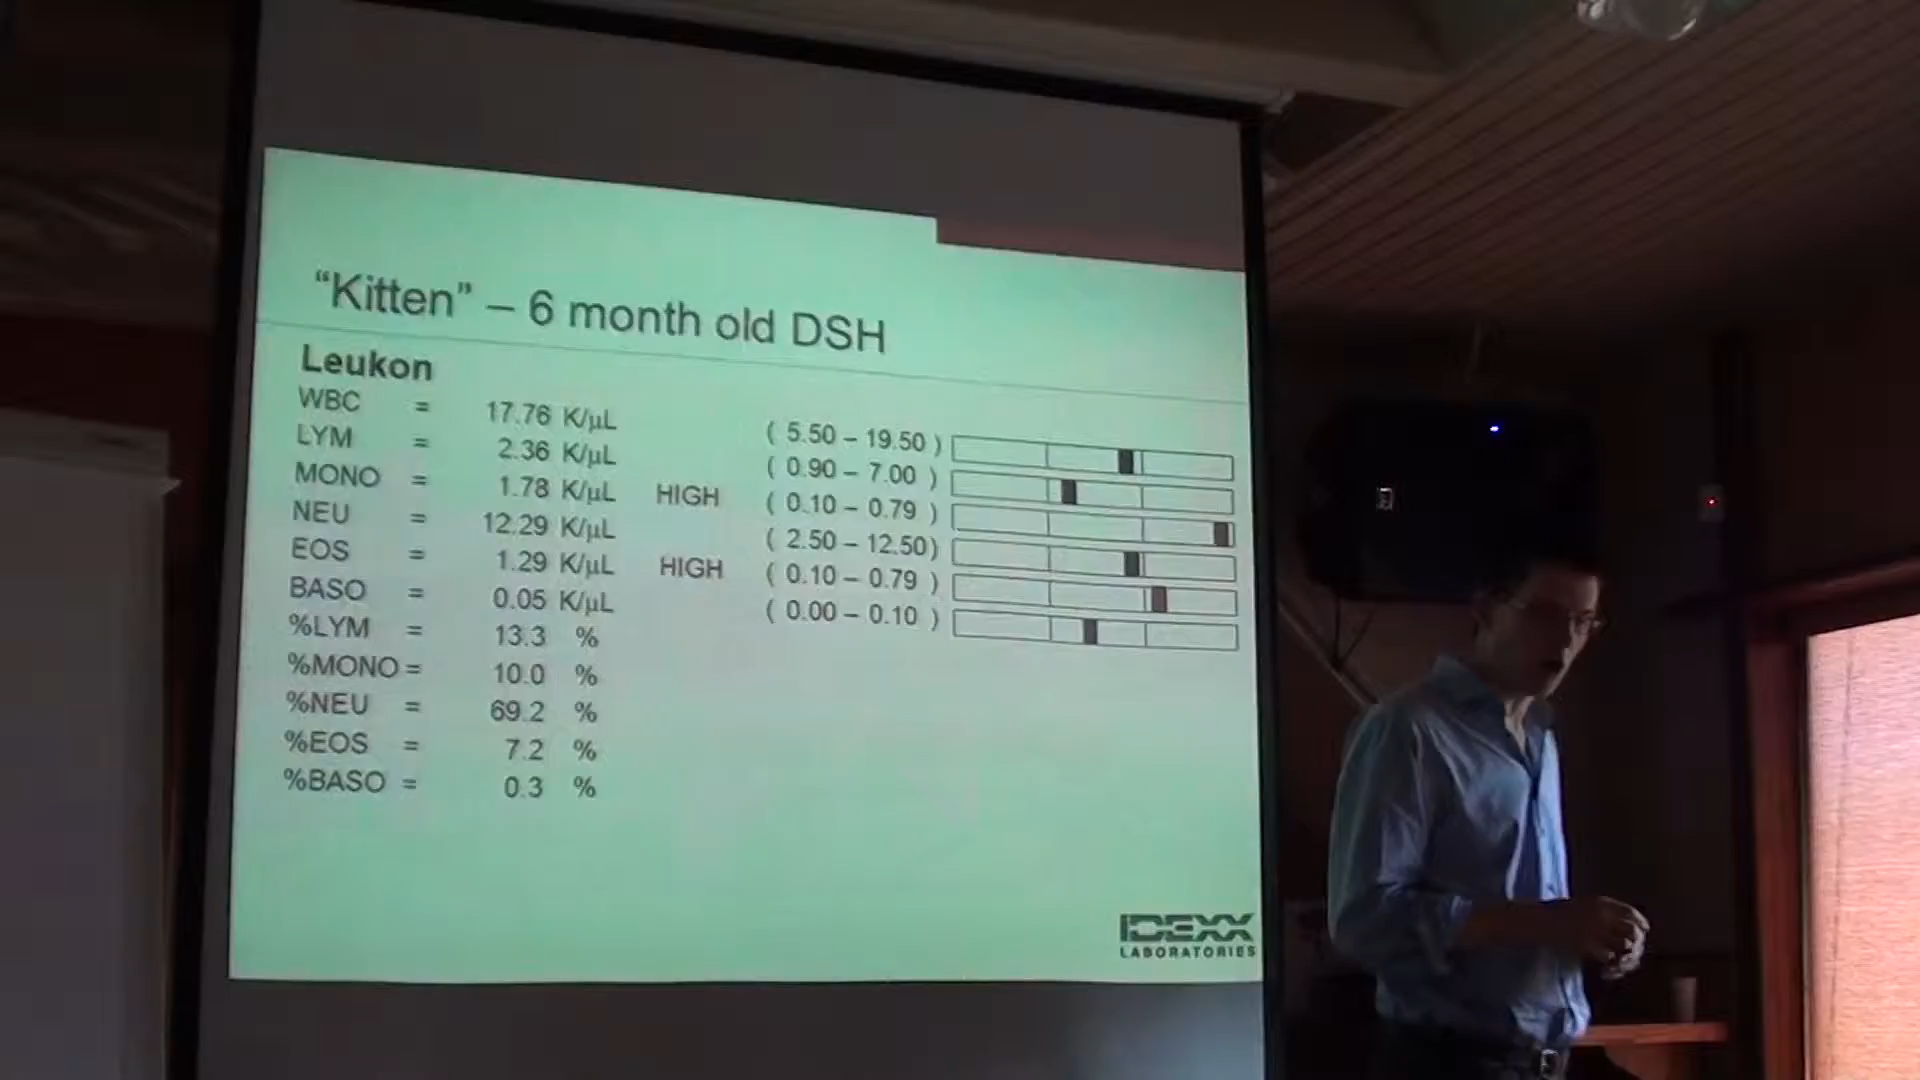 “Kitten” – 6 month old DSH
Leukon
WBC = 17.76 K/µL ( 5.50 – 19.50 )
LYM = 2.36 K/µL ( 0.90 – 7.00 )
MONO = 1.78 K/µL HIGH ( 0.10 – 0.79 )
NEU = 12.29 K/µL ( 2.50 – 12.50)
EOS = 1.29 K/µL HIGH ( 0.10 – 0.79 )
BASO = 0.05 K/µL ( 0.00 – 0.10 )
%LYM = 13.3 %
%MONO = 10.0 %
%NEU = 69.2 %
%EOS = 7.2 %
%BASO = 0.3 %
IDEXX
LABORATORIES